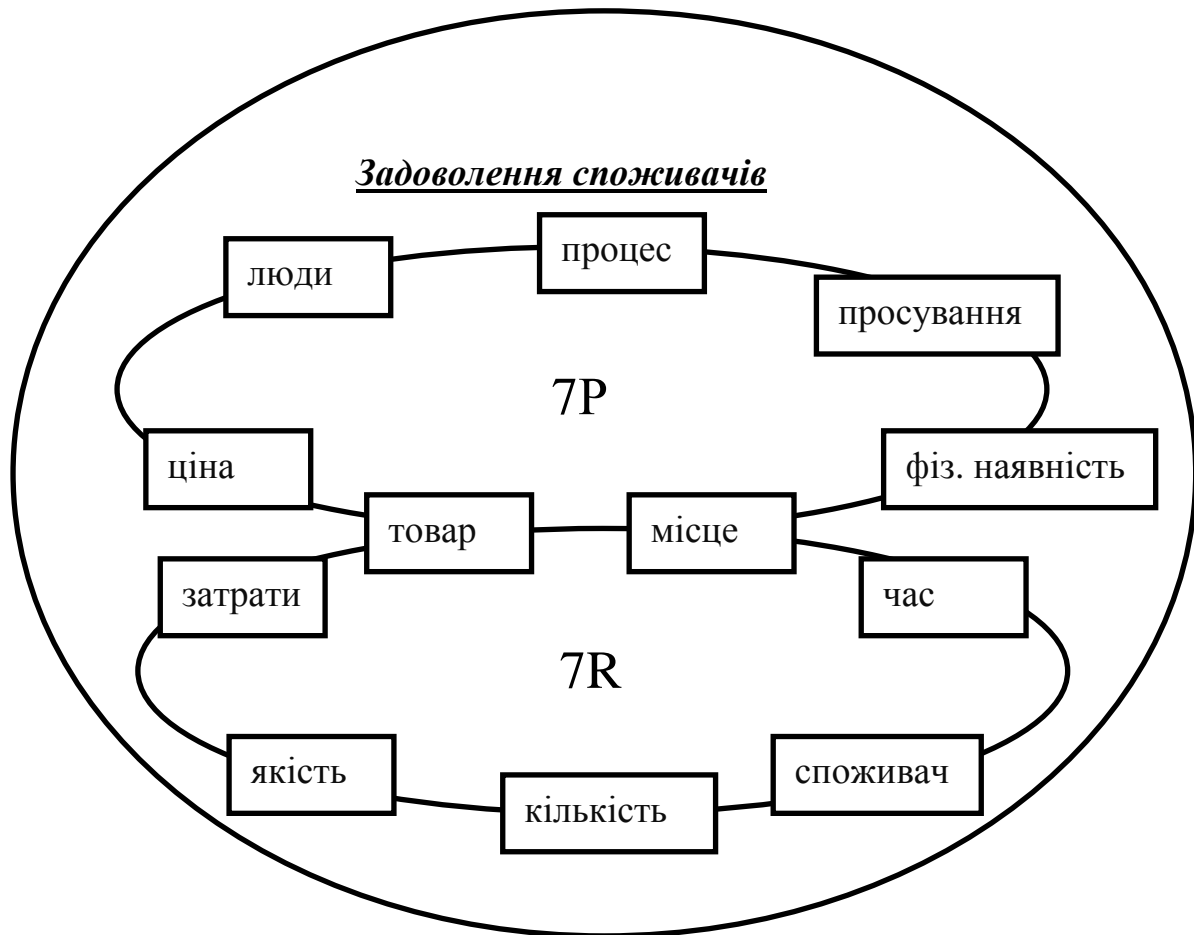 Задоволення споживачів
процес
люди
просування
7P
ціна
фіз. наявність
товар
місце
затрати
час
7R
якість
споживач
кількість